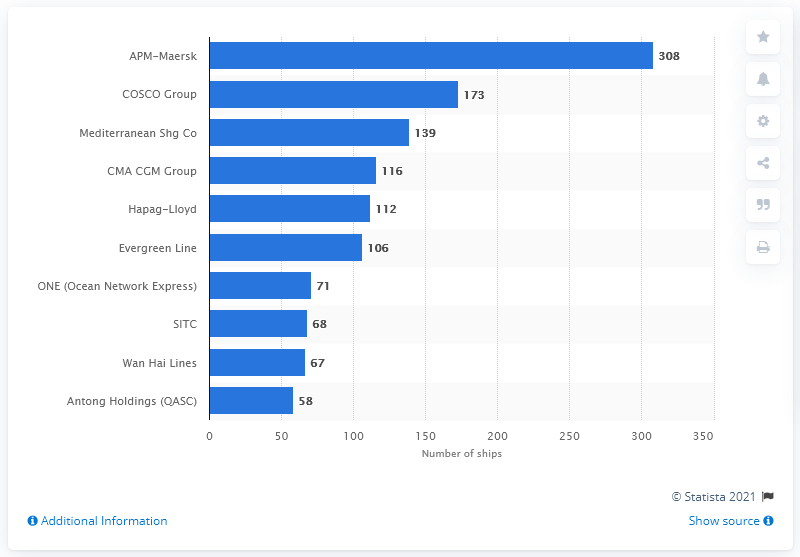 APM-Maersk 308
COSCO Group 173
Mediterranean Shg Co 139
CMA CGM Group 116
Hapag-Lloyd 112
Evergreen Line 106
ONE (Ocean Network Express) 71
SITC 68
Wan Hai Lines 67
Antong Holdings (QASC) 58
0 50 100 150 200 250 300 350
Number of ships
© Statista 2021
Additional Information Show source